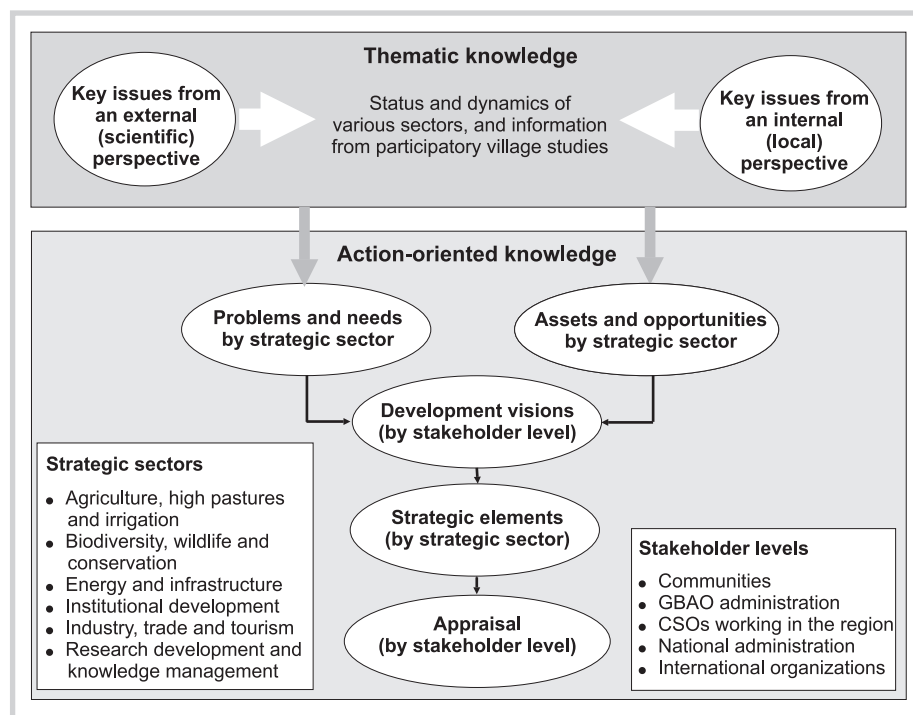 Thematic knowledge
Key issues from
an external
(scientific)
perspective
Status and dynamics of
various sectors, and information
from participatory village studies
Key issues from
an internal
(local)
perspective
Action-oriented knowledge
Problems and needs
by strategic sector
Assets and opportunities
by strategic sector
Development visions
(by stakeholder level)
Strategic elements
(by strategic sector)
Appraisal
(by stakeholder level)
Strategic sectors
• Agriculture, high pastures
and irrigation
• Biodiversity, wildlife and
conservation
• Energy and infrastructure
• Institutional development
• Industry, trade and tourism
• Research development and
knowledge management
Stakeholder levels
• Communities
• GBAO administration
• CSOs working in the region
• National administration
• International organizations